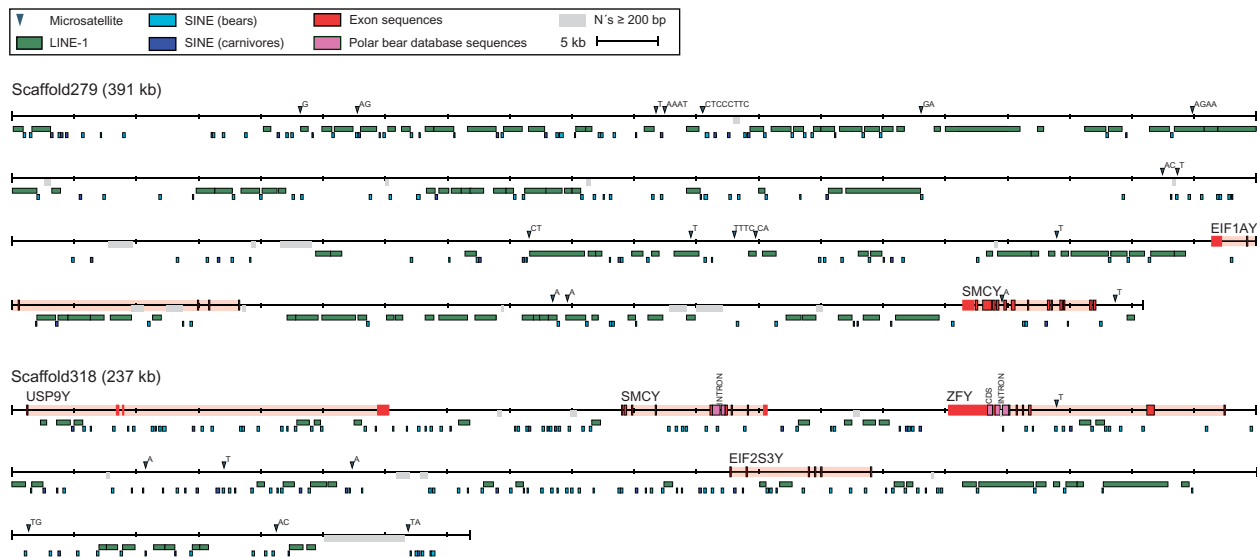 Microsatellite SINE (bears) Exon sequences N´s ≥ 200 bp
LINE-1 SINE (carnivores) Polar bear database sequences 5 kb
Scaffold279 (391 kb)
G AG T AAAT CTCCCTTC GA AGAA
AC T
CT T TTTC CA T EIF1AY
A A SMCY A T
Scaffold318 (237 kb)
USP9Y SMCY INTRON ZFY CDS INTRON T
A T A EIF2S3Y
TG AC TA